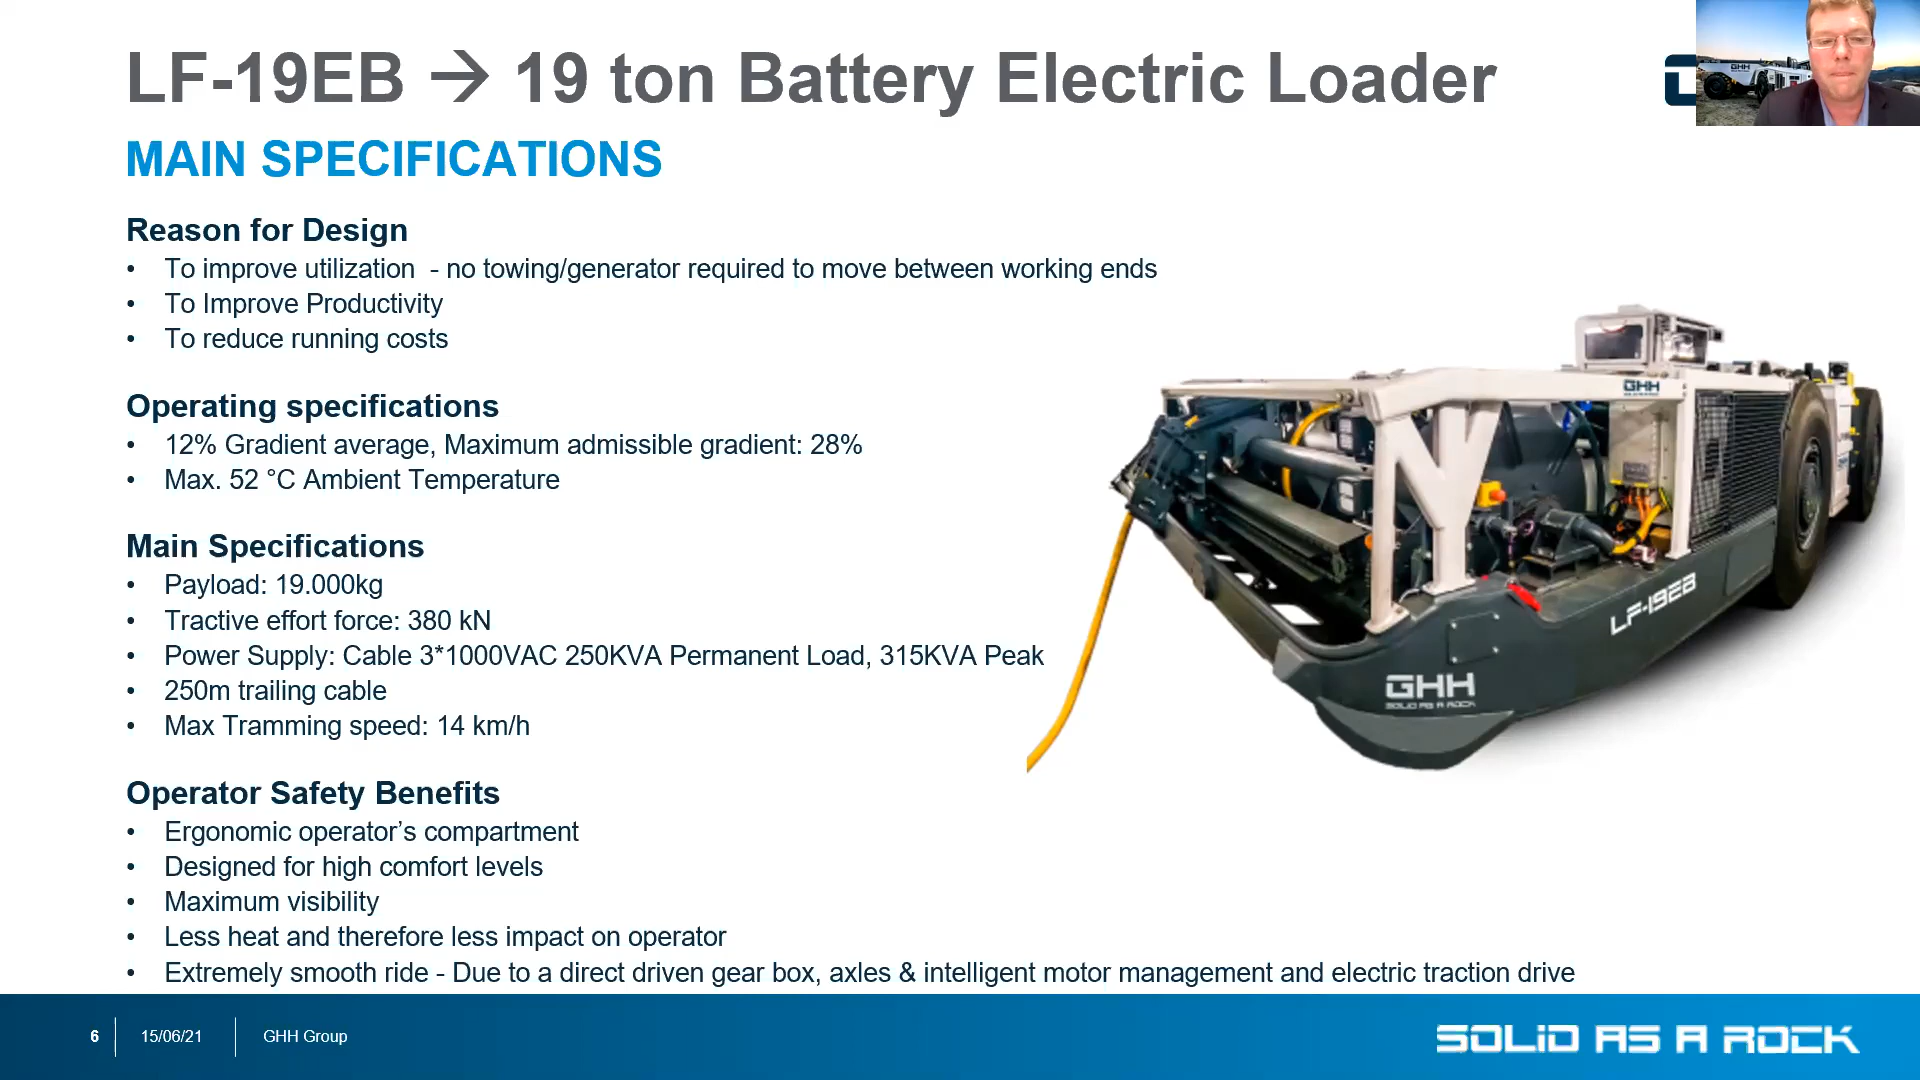 LF-19EB → 19 ton Battery Electric Loader
MAIN SPECIFICATIONS
Reason for Design
• To improve utilization - no towing/generator required to move between working ends
• To Improve Productivity
• To reduce running costs
Operating specifications
• 12% Gradient average, Maximum admissible gradient: 28%
• Max. 52 °C Ambient Temperature
Main Specifications
• Payload: 19.000kg
• Tractive effort force: 380 kN
• Power Supply: Cable 3*1000VAC 250KVA Permanent Load, 315KVA Peak
• 250m trailing cable
• Max Tramming speed: 14 km/h
Operator Safety Benefits
• Ergonomic operator’s compartment
• Designed for high comfort levels
• Maximum visibility
• Less heat and therefore less impact on operator
• Extremely smooth ride - Due to a direct driven gear box, axles & intelligent motor management and electric traction drive
GHH
GHH
SOLID AS A ROCK
LF-19EB
GHH
SOLID AS A ROCK
6
15/06/21
GHH Group
SOLID AS A ROCK